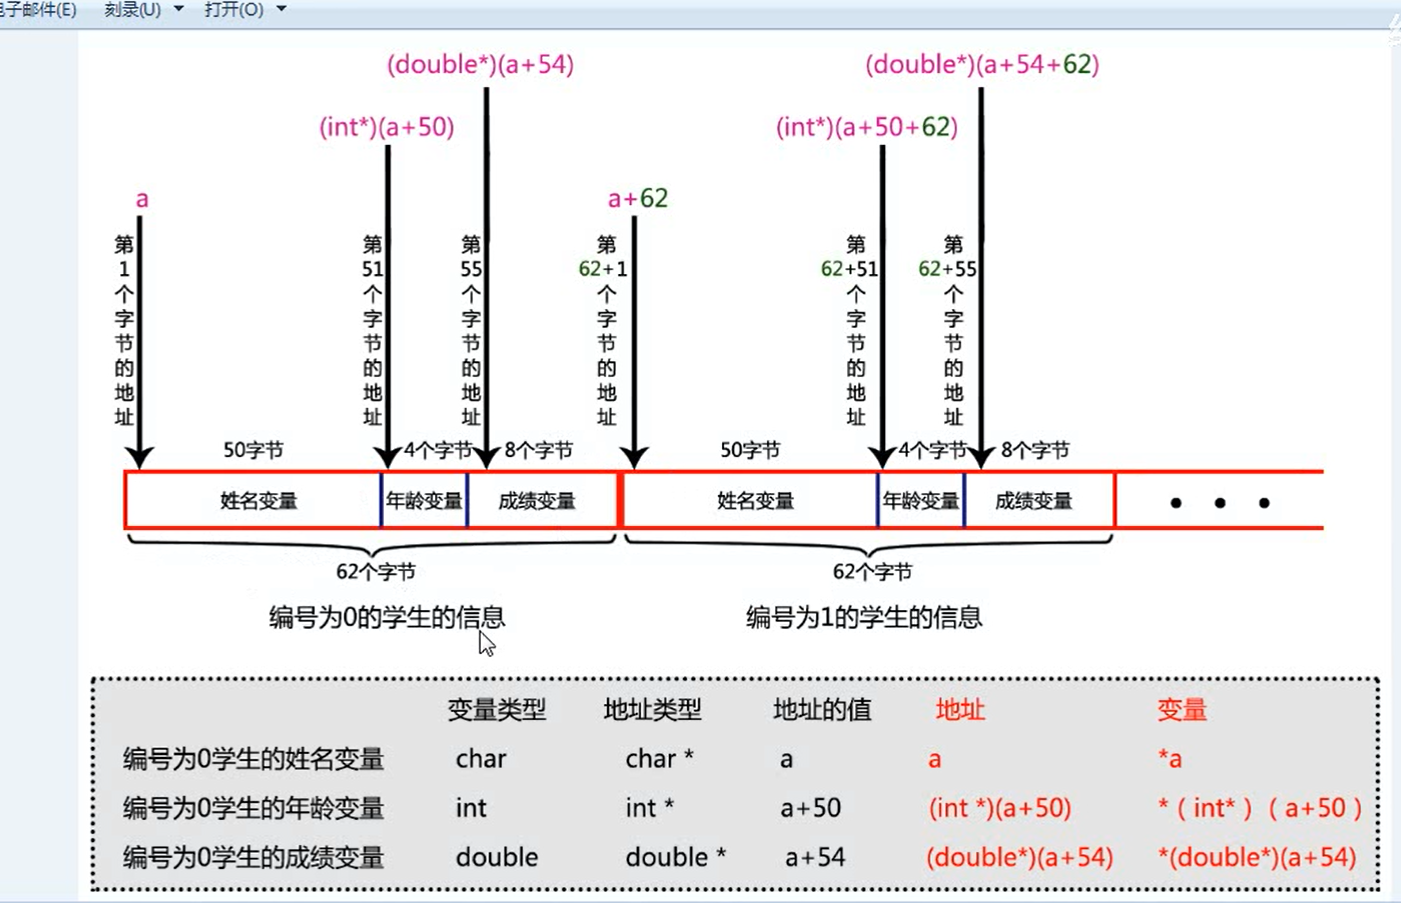 电子邮件(E) 刻录(U) 打开(O)
(double*)(a+54) (double*)(a+54+62)
(int*)(a+50) (int*)(a+50+62)
a a+62
第1个字节的地址
第51个字节的地址
第55个字节的地址
第62+1个字节的地址
第62+51个字节的地址
第62+55个字节的地址
50字节 4个字节 8个字节 50字节 4个字节 8个字节
姓名变量 年龄变量 成绩变量 姓名变量 年龄变量 成绩变量 • • •
62个字节 62个字节
编号为0的学生的信息 编号为1的学生的信息
变量类型 地址类型 地址的值 地址 变量
编号为0学生的姓名变量 char char * a a *a
编号为0学生的年龄变量 int int * a+50 (int *)(a+50) * ( int* ) ( a+50 )
编号为0学生的成绩变量 double double * a+54 (double*)(a+54) *(double*)(a+54)